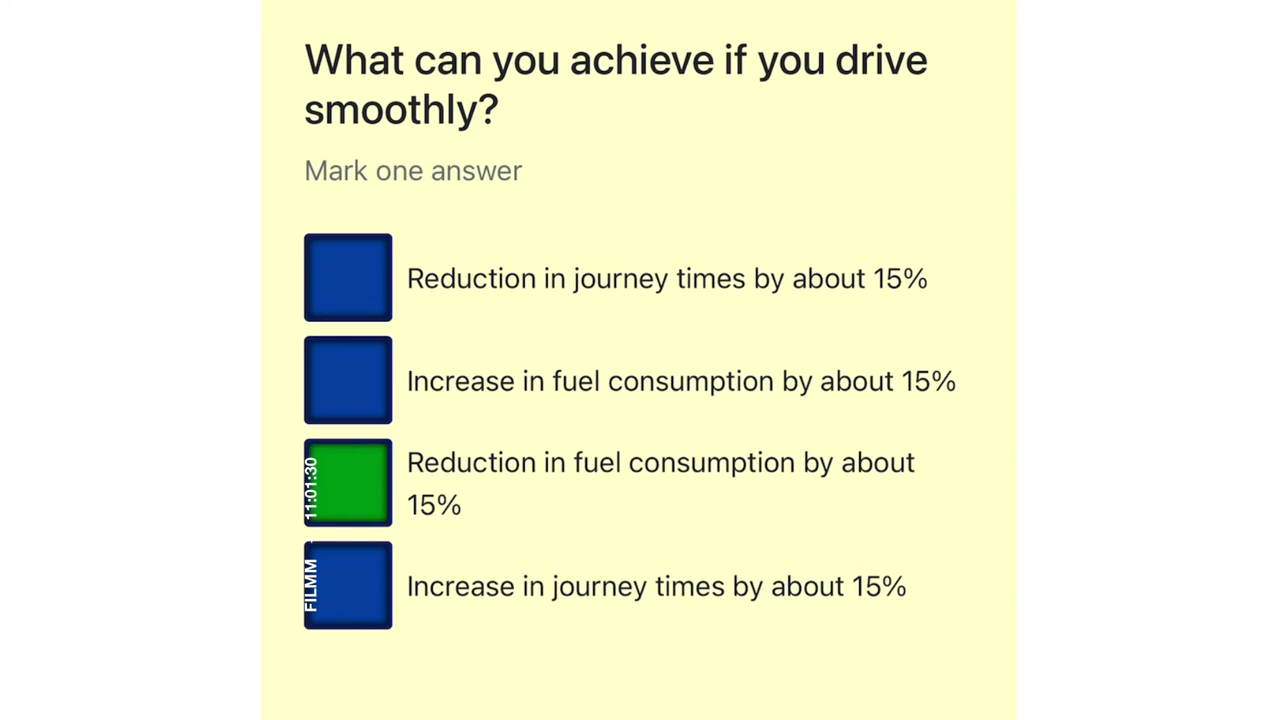 What can you achieve if you drive
smoothly?
Mark one answer
Reduction in journey times by about 15%
Increase in fuel consumption by about 15%
Reduction in fuel consumption by about
15%
Increase in journey times by about 15%
FILMM
11:01:30